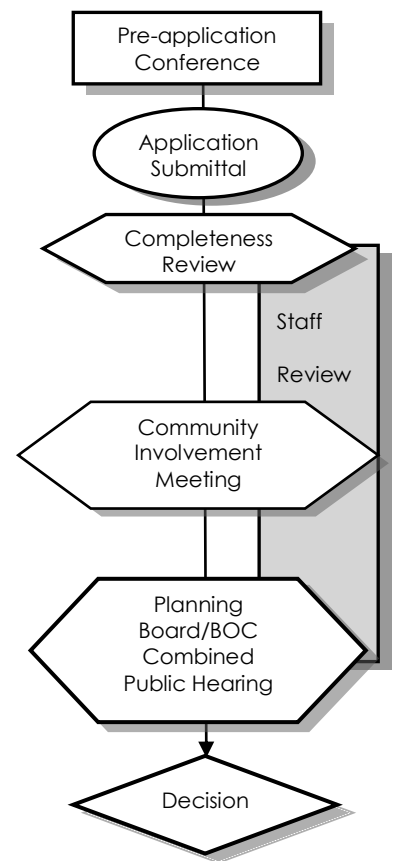 Pre-application
Conference
Application
Submittal
Completeness
Review
Staff
Review
Community
Involvement
Meeting
Planning
Board/BOC
Combined
Public Hearing
Decision